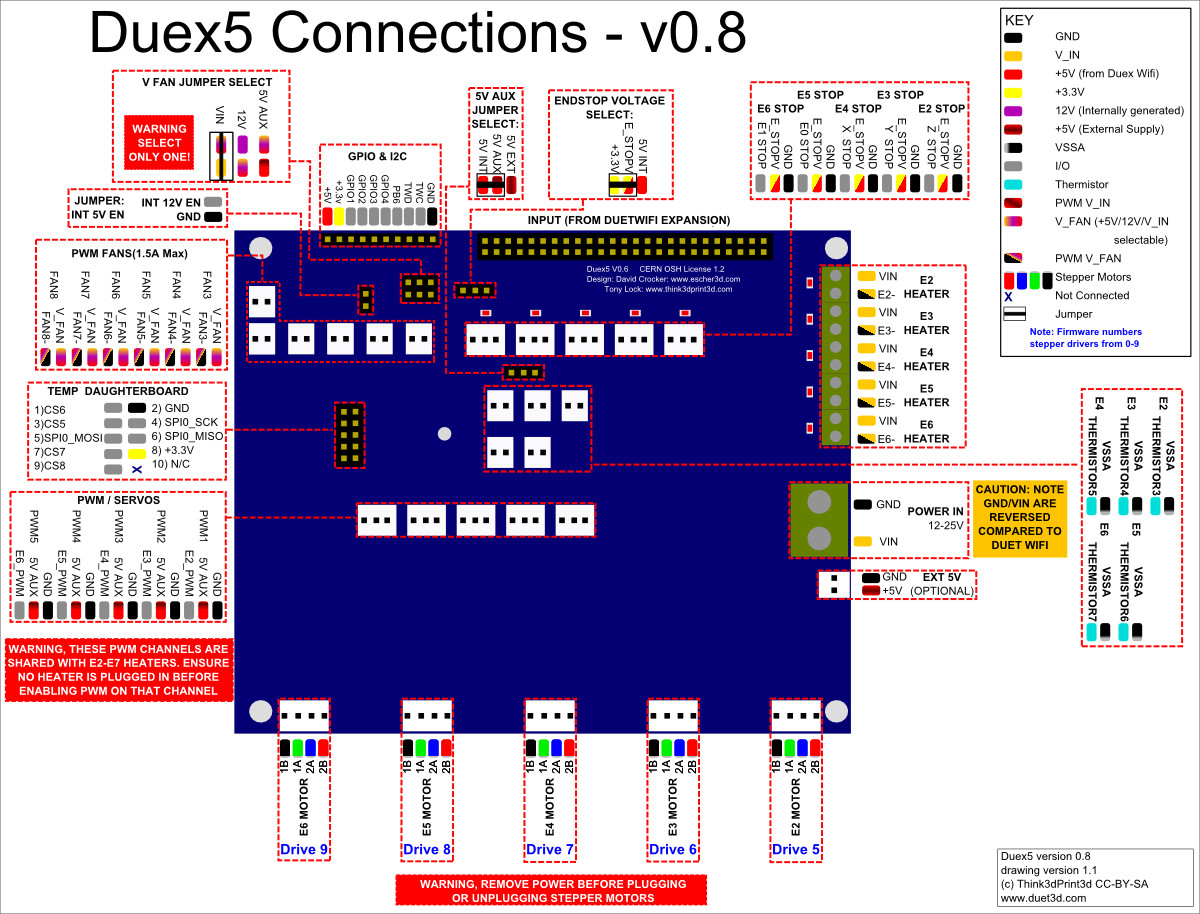 Duex5 Connections - v0.8
KEY
GND
V_IN
+5V (from Duex Wifi)
+3.3V
12V (Internally generated)
+5V (External Supply)
VSSA
I/O
Thermistor
PWM V_IN
V_FAN (+5V/12V/V_IN
selectable)
PWM V_FAN
Stepper Motors
X Not Connected
Jumper
Note: Firmware numbers
stepper drivers from 0-9
V FAN JUMPER SELECT
WARNING
SELECT
ONLY ONE!
VIN
12V
5V AUX
JUMPER:
INT 5V EN
INT 12V EN
GND
GPIO & I2C
+5V
+3.3v
GPIO1
GPIO2
GPIO3
GPIO4
PB6
TWD
TWC
GND
5V AUX
JUMPER
SELECT:
5V INT
5V AUX
5V EXT
ENDSTOP VOLTAGE
SELECT:
+3.3V
E_STOPV
5V INT
E5 STOP E3 STOP
E6 STOP E4 STOP E2 STOP
E1 STOP
E_STOPV
GND
E0 STOP
E_STOPV
GND
X STOP
E_STOPV
GND
Y STOP
E_STOPV
GND
Z STOP
E_STOPV
GND
INPUT (FROM DUETWIFI EXPANSION)
Duex5 V0.6 CERN OSH License 1.2
Design: David Crocker: www.escher3d.com
Tony Lock: www.think3dprint3d.com
PWM FANS(1.5A Max)
FAN8
FAN7
FAN6
FAN5
FAN4
FAN3
FAN8-
V_FAN
FAN7-
V_FAN
FAN6-
V_FAN
FAN5-
V_FAN
FAN4-
V_FAN
FAN3-
V_FAN
VIN
E2-
E2
HEATER
VIN
E3-
E3
HEATER
VIN
E4-
E4
HEATER
VIN
E5-
E5
HEATER
VIN
E6-
E6
HEATER
TEMP DAUGHTERBOARD
1)CS6 2) GND
3)CS5 4) SPI0_SCK
5)SPI0_MOSI 6) SPI0_MISO
7)CS7 8) +3.3V
9)CS8 X 10) N/C
PWM / SERVOS
PWM5
PWM4
PWM3
PWM2
PWM1
E6_PWM
5V AUX
GND
E5_PWM
5V AUX
GND
E4_PWM
5V AUX
GND
E3_PWM
5V AUX
GND
E2_PWM
5V AUX
GND
WARNING, THESE PWM CHANNELS ARE
SHARED WITH E2-E7 HEATERS. ENSURE
NO HEATER IS PLUGGED IN BEFORE
ENABLING PWM ON THAT CHANNEL
GND
POWER IN
12-25V
VIN
CAUTION: NOTE
GND/VIN ARE
REVERSED
COMPARED TO
DUET WIFI
GND EXT 5V
+5V (OPTIONAL)
E4
THERMISTOR5
VSSA
E3
THERMISTOR4
VSSA
E2
THERMISTOR3
VSSA
E6
THERMISTOR7
VSSA
E5
THERMISTOR6
VSSA
1B
1A
2A
2B
E6 MOTOR
Drive 9
1B
1A
2A
2B
E5 MOTOR
Drive 8
1B
1A
2A
2B
E4 MOTOR
Drive 7
1B
1A
2A
2B
E3 MOTOR
Drive 6
1B
1A
2A
2B
E2 MOTOR
Drive 5
WARNING, REMOVE POWER BEFORE PLUGGING
OR UNPLUGGING STEPPER MOTORS
Duex5 version 0.8
drawing version 1.1
(c) Think3dPrint3d CC-BY-SA
www.duet3d.com